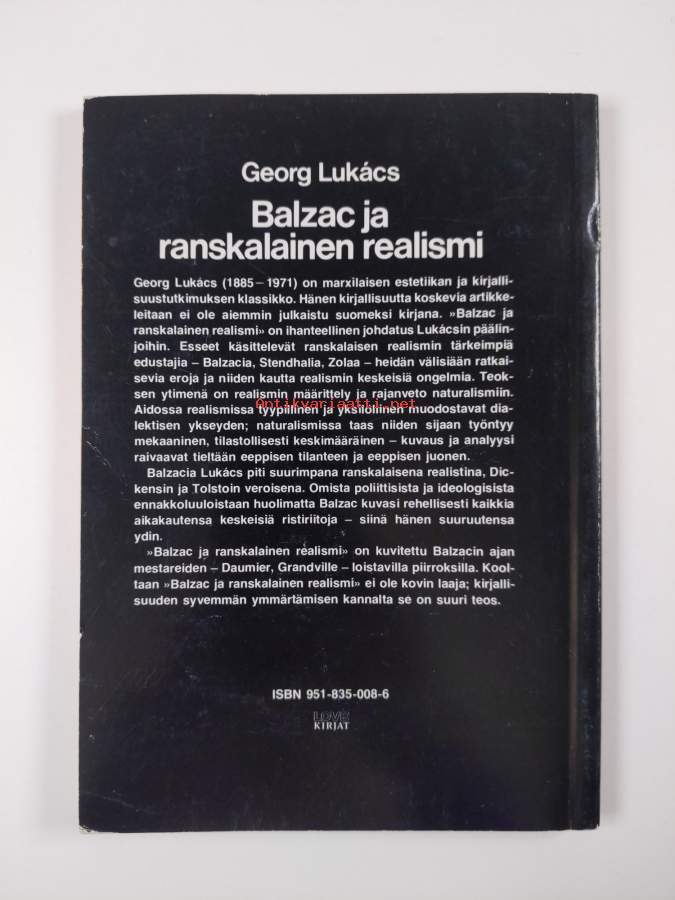 Georg Lukács
Balzac ja
ranskalainen realismi
Georg Lukács (1885–1971) on marxilaisen estetiikan ja kirjalli-
suustutkimuksen klassikko. Hänen kirjallisuutta koskevia artikke-
leitaan ei ole aiemmin julkaistu suomeksi kirjana. »Balzac ja
ranskalainen realismi» on ihanteellinen johdatus Lukácsin päälin-
joihin. Esseet käsittelevät ranskalaisen realismin tärkeimpiä
edustajia – Balzacia, Stendhalia, Zolaa – heidän välisiään ratkai-
sevia eroja ja niiden kautta realismin keskeisiä ongelmia. Teok-
sen ytimenä on realismin määrittely ja rajanveto naturalismiin.
Antikvariaatti.net
Aidossa realismissa tyypillinen ja yksilöllinen muodostavat dia-
lektisen ykseyden; naturalismissa taas niiden sijaan työntyy
mekaaninen, tilastollisesti keskimääräinen – kuvaus ja analyysi
raivaavat tieltään eeppisen tilanteen ja eeppisen juonen.
Balzacia Lukács piti suurimpana ranskalaisena realistina, Dic-
kensin ja Tolstoin veroisena. Omista poliittisista ja ideologisista
ennakkoluuloistaan huolimatta Balzac kuvasi rehellisesti kaikkia
aikakautensa keskeisiä ristiriitoja – siinä hänen suuruutensa
ydin.
»Balzac ja ranskalainen realismi» on kuvitettu Balzacin ajan
mestareiden – Daumier, Grandville – loistavilla piirroksilla. Kool-
taan »Balzac ja ranskalainen realismi» ei ole kovin laaja; kirjalli-
suuden syvemmän ymmärtämisen kannalta se on suuri teos.
ISBN 951-835-008-6
LOVE
KIRJAT